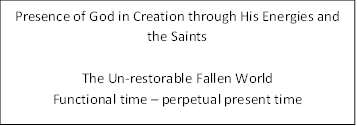 Presence of God in Creation through His Energies and
the Saints
The Un-restorable Fallen World
Functional time – perpetual present time